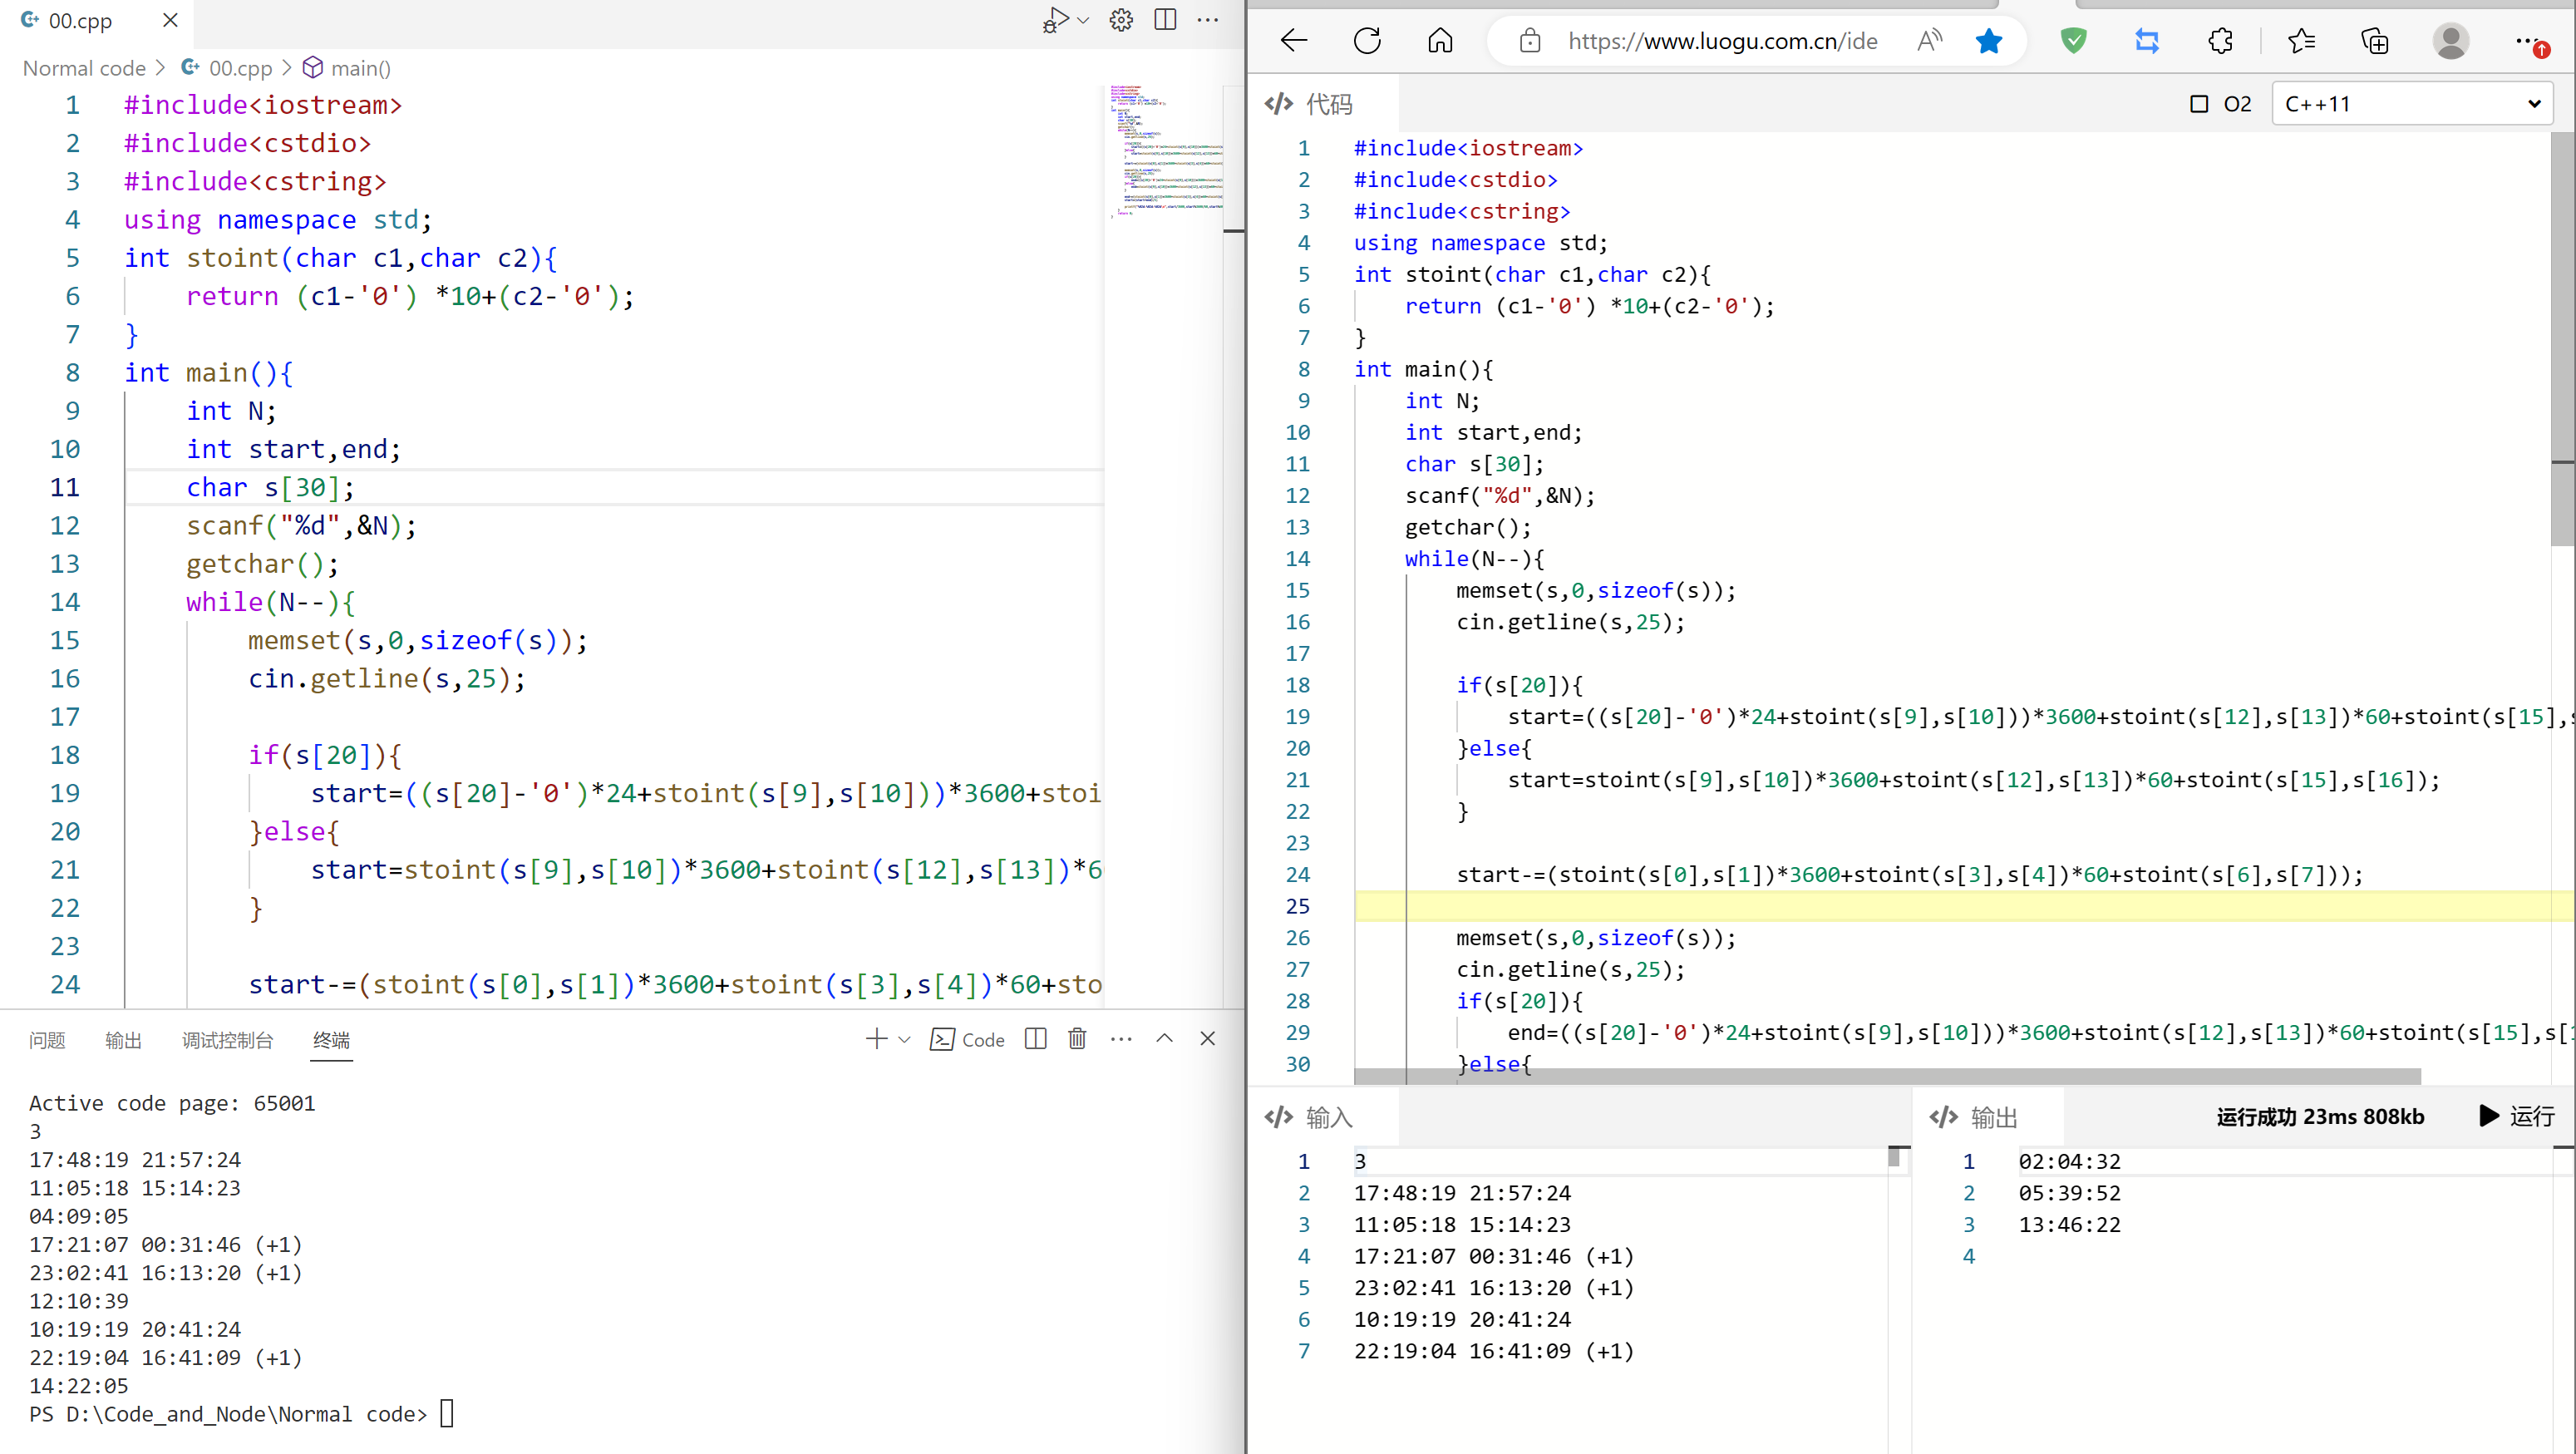 00.cpp
Normal code > 00.cpp > main()
1 #include<iostream>
2 #include<cstdio>
3 #include<cstring>
4 using namespace std;
5 int stoint(char c1,char c2){
6 return (c1-'0') *10+(c2-'0');
7 }
8 int main(){
9 int N;
10 int start,end;
11 char s[30];
12 scanf("%d",&N);
13 getchar();
14 while(N--){
15 memset(s,0,sizeof(s));
16 cin.getline(s,25);
17
18 if(s[20]){
19 start=((s[20]-'0')*24+stoint(s[9],s[10]))*3600+stoi
20 }else{
21 start=stoint(s[9],s[10])*3600+stoint(s[12],s[13])*6
22 }
23
24 start-=(stoint(s[0],s[1])*3600+stoint(s[3],s[4])*60+sto
问题 输出 调试控制台 终端
Code
Active code page: 65001
3
17:48:19 21:57:24
11:05:18 15:14:23
04:09:05
17:21:07 00:31:46 (+1)
23:02:41 16:13:20 (+1)
12:10:39
10:19:19 20:41:24
22:19:04 16:41:09 (+1)
14:22:05
PS D:\Code_and_Node\Normal code>
https://www.luogu.com.cn/ide
代码 O2 C++11
1 #include<iostream>
2 #include<cstdio>
3 #include<cstring>
4 using namespace std;
5 int stoint(char c1,char c2){
6 return (c1-'0') *10+(c2-'0');
7 }
8 int main(){
9 int N;
10 int start,end;
11 char s[30];
12 scanf("%d",&N);
13 getchar();
14 while(N--){
15 memset(s,0,sizeof(s));
16 cin.getline(s,25);
17
18 if(s[20]){
19 start=((s[20]-'0')*24+stoint(s[9],s[10]))*3600+stoint(s[12],s[13])*60+stoint(s[15],s
20 }else{
21 start=stoint(s[9],s[10])*3600+stoint(s[12],s[13])*60+stoint(s[15],s[16]);
22 }
23
24 start-=(stoint(s[0],s[1])*3600+stoint(s[3],s[4])*60+stoint(s[6],s[7]));
25
26 memset(s,0,sizeof(s));
27 cin.getline(s,25);
28 if(s[20]){
29 end=((s[20]-'0')*24+stoint(s[9],s[10]))*3600+stoint(s[12],s[13])*60+stoint(s[15],s[1
30 }else{
输入
1 3
2 17:48:19 21:57:24
3 11:05:18 15:14:23
4 17:21:07 00:31:46 (+1)
5 23:02:41 16:13:20 (+1)
6 10:19:19 20:41:24
7 22:19:04 16:41:09 (+1)
输出 运行成功 23ms 808kb 运行
1 02:04:32
2 05:39:52
3 13:46:22
4